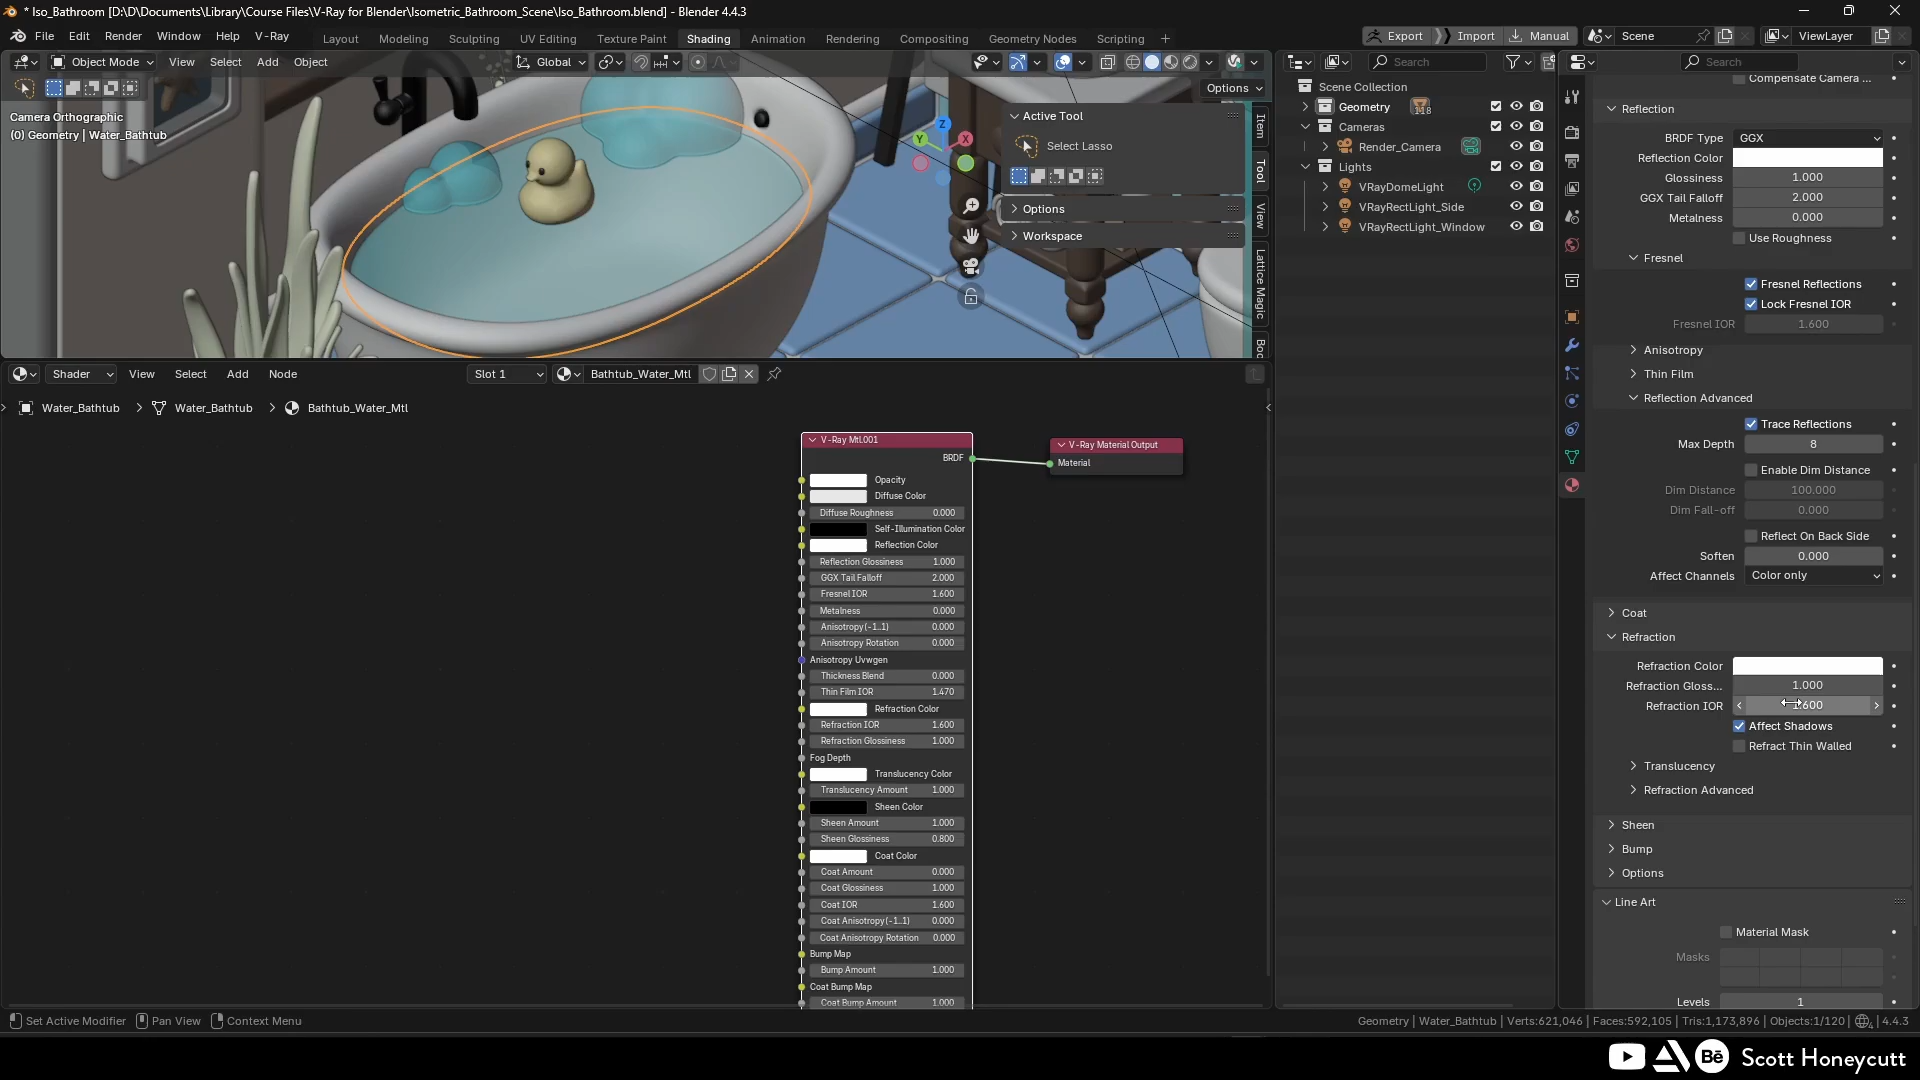 * Iso_Bathroom [D:\D\Documents\Library\Course Files\V-Ray for Blender\Isometric_Bathroom_Scene\Iso_Bathroom.blend] - Blender 4.4.3
File Edit Render Window Help V-Ray Layout Modeling Sculpting UV Editing Texture Paint Shading Animation Rendering Compositing Geometry Nodes Scripting + Export Import Manual Scene ViewLayer
Object Mode View Select Add Object Global
Options
Camera Orthographic
(0) Geometry | Water_Bathtub
Z
Y
X
Active Tool
Select Lasso
Options
Workspace
Item
Tool
View
Lattice Magic
Shader View Select Add Node Slot 1 Bathtub_Water_Mtl
Water_Bathtub > Water_Bathtub > Bathtub_Water_Mtl
V-Ray Mtl.001
BRDF
Opacity
Diffuse Color
Diffuse Roughness 0.000
Self-Illumination Color
Reflection Color
Reflection Glossiness 1.000
GGX Tail Falloff 2.000
Fresnel IOR 1.600
Metalness 0.000
Anisotropy(-1..1) 0.000
Anisotropy Rotation 0.000
Anisotropy Uvwgen
Thickness Blend 0.000
Thin Film IOR 1.470
Refraction Color
Refraction IOR 1.600
Refraction Glossiness 1.000
Fog Depth
Translucency Color
Translucency Amount 1.000
Sheen Color
Sheen Amount 1.000
Sheen Glossiness 0.800
Coat Color
Coat Amount 0.000
Coat Glossiness 1.000
Coat IOR 1.600
Coat Anisotropy(-1..1) 0.000
Coat Anisotropy Rotation 0.000
Bump Map
Bump Amount 1.000
Coat Bump Map
Coat Bump Amount 1.000
V-Ray Material Output
Material
Search
Scene Collection
Geometry 118
Cameras
Render_Camera
Lights
VRayDomeLight
VRayRectLight_Side
VRayRectLight_Window
Search
Compensate Camera ...
Reflection
BRDF Type GGX
Reflection Color
Glossiness 1.000
GGX Tail Falloff 2.000
Metalness 0.000
Use Roughness
Fresnel
Fresnel Reflections
Lock Fresnel IOR
Fresnel IOR 1.600
Anisotropy
Thin Film
Reflection Advanced
Trace Reflections
Max Depth 8
Enable Dim Distance
Dim Distance 100.000
Dim Fall-off 0.000
Reflect On Back Side
Soften 0.000
Affect Channels Color only
Coat
Refraction
Refraction Color
Refraction Gloss... 1.000
Refraction IOR 1.600
Affect Shadows
Refract Thin Walled
Translucency
Refraction Advanced
Sheen
Bump
Options
Line Art
Material Mask
Masks
Levels 1
Set Active Modifier Pan View Context Menu
Geometry | Water_Bathtub | Verts:621,046 | Faces:592,105 | Tris:1,173,896 | Objects:1/120 | 4.4.3
Bē Scott Honeycutt